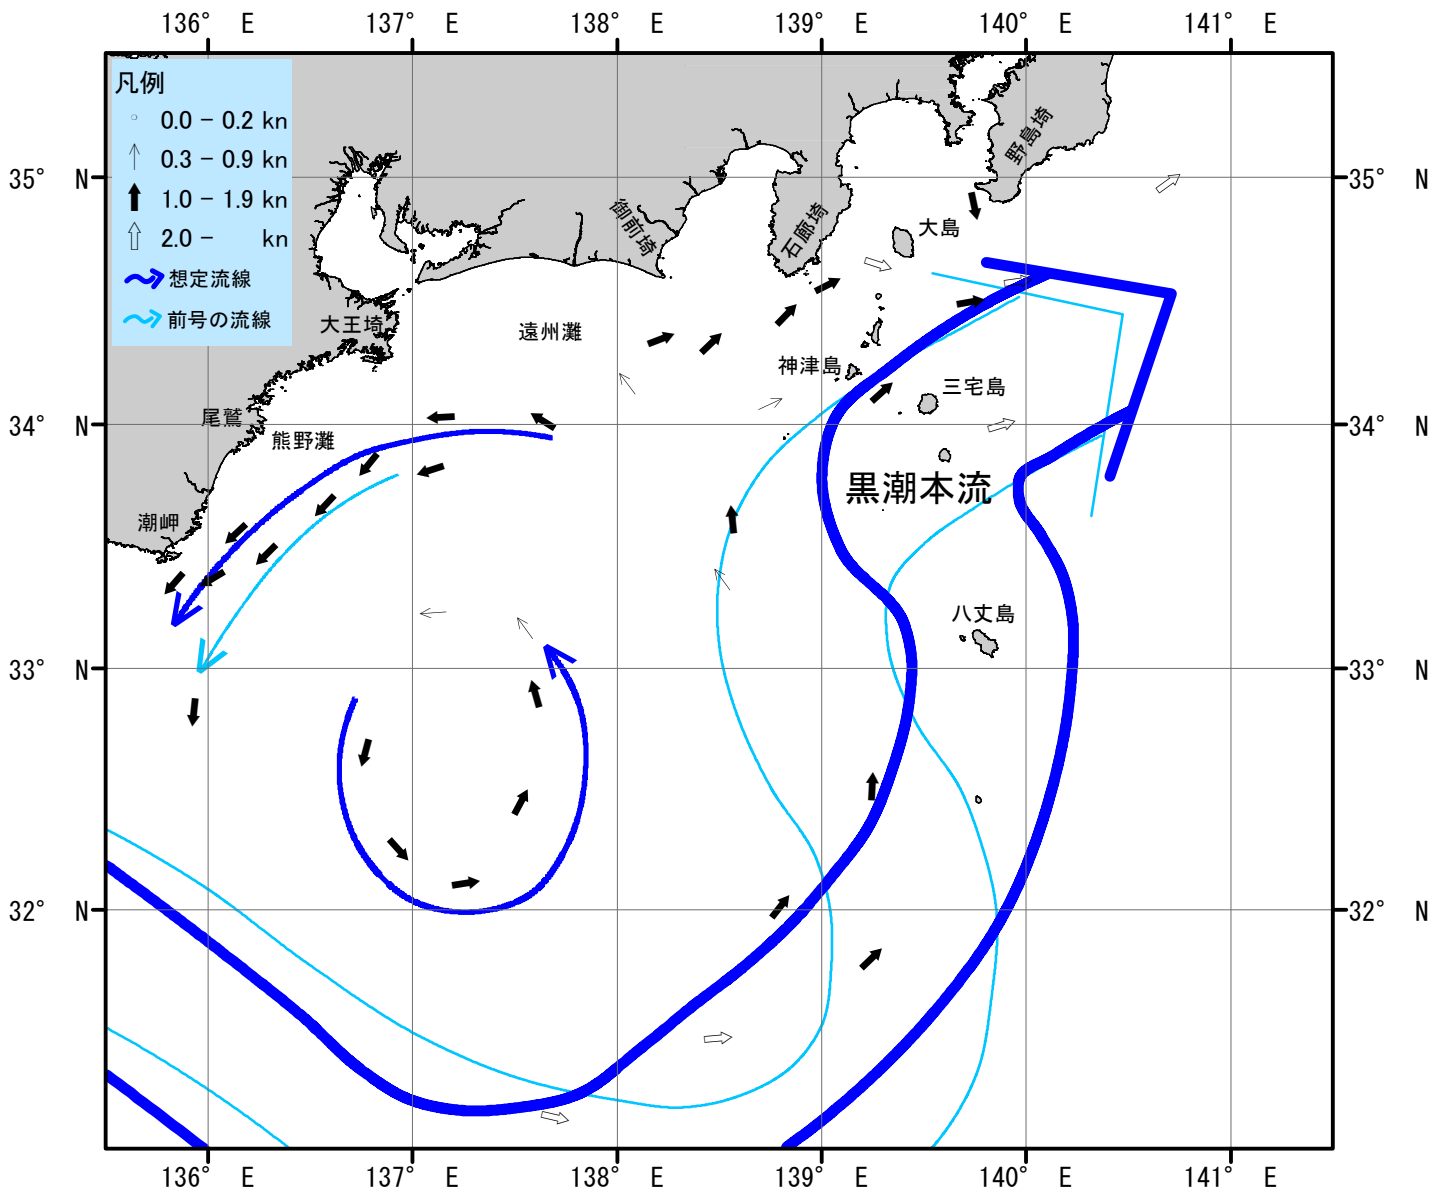 136° E 137° E 138° E 139° E 140° E 141° E
凡例
0.0 - 0.2 kn
0.3 - 0.9 kn
1.0 - 1.9 kn
2.0 - kn
想定流線
前号の流線
野島埼
35° N
35° N
御前埼
石廊埼
大島
大王埼
遠州灘
神津島
三宅島
尾鷲
34° N
34° N
熊野灘
黒潮本流
潮岬
八丈島
33° N
33° N
32° N
32° N
136° E 137° E 138° E 139° E 140° E 141° E